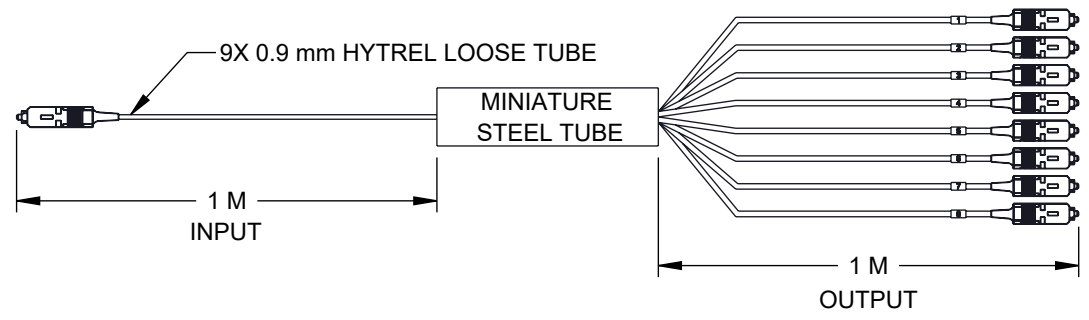 1
9X 0.9 mm HYTREL LOOSE TUBE
2
3
MINIATURE
STEEL TUBE
4
5
6
7
8
1 M
INPUT
1 M
OUTPUT